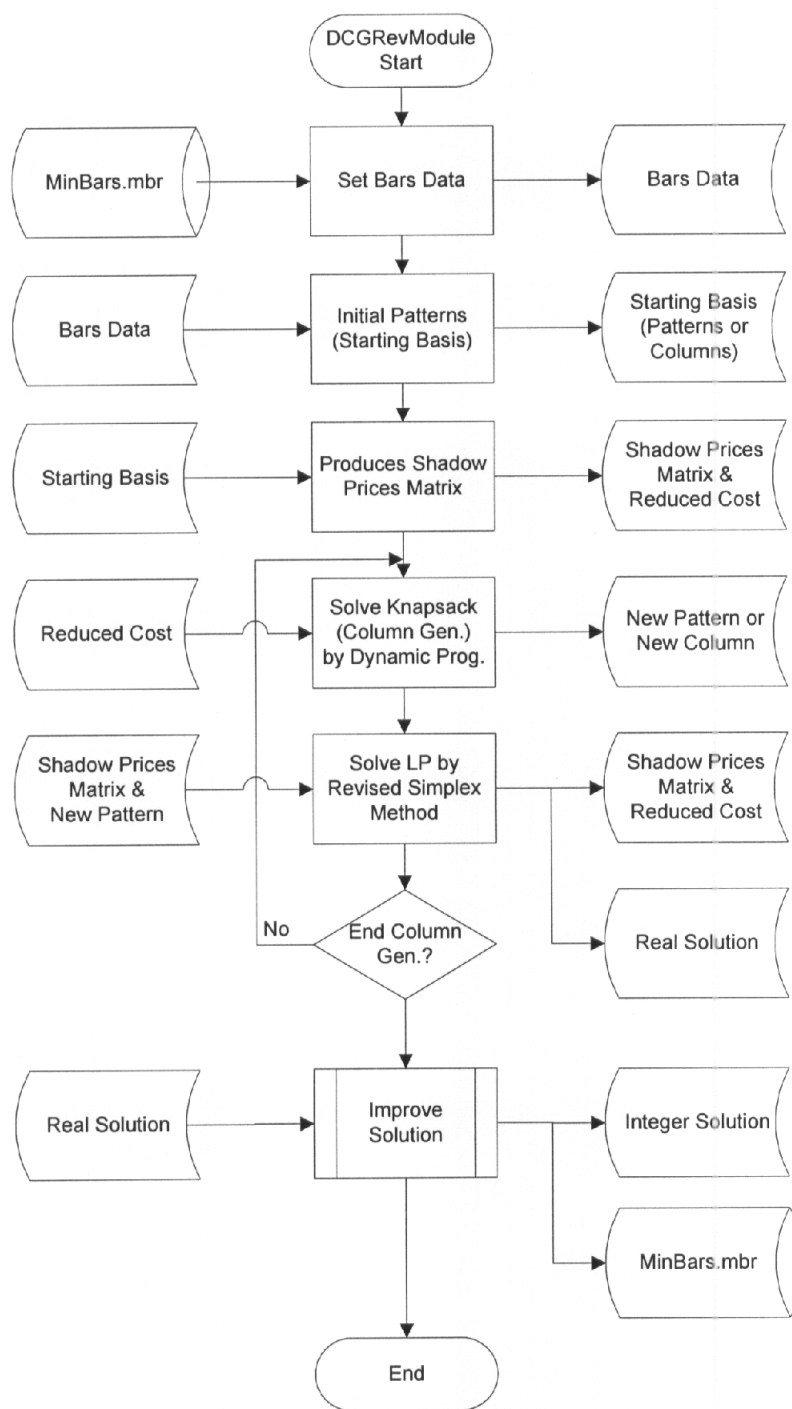 DCGRevModule
Start
MinBars.mbr
Set Bars Data
Bars Data
Bars Data
Initial Patterns
(Starting Basis)
Starting Basis
(Patterns or
Columns)
Starting Basis
Produces Shadow
Prices Matrix
Shadow Prices
Matrix &
Reduced Cost
Reduced Cost
Solve Knapsack
(Column Gen.)
by Dynamic Prog.
New Pattern or
New Column
Shadow Prices
Matrix &
New Pattern
Solve LP by
Revised Simplex
Method
Shadow Prices
Matrix &
Reduced Cost
No
End Column
Gen.?
Real Solution
Real Solution
Improve
Solution
Integer Solution
MinBars.mbr
End